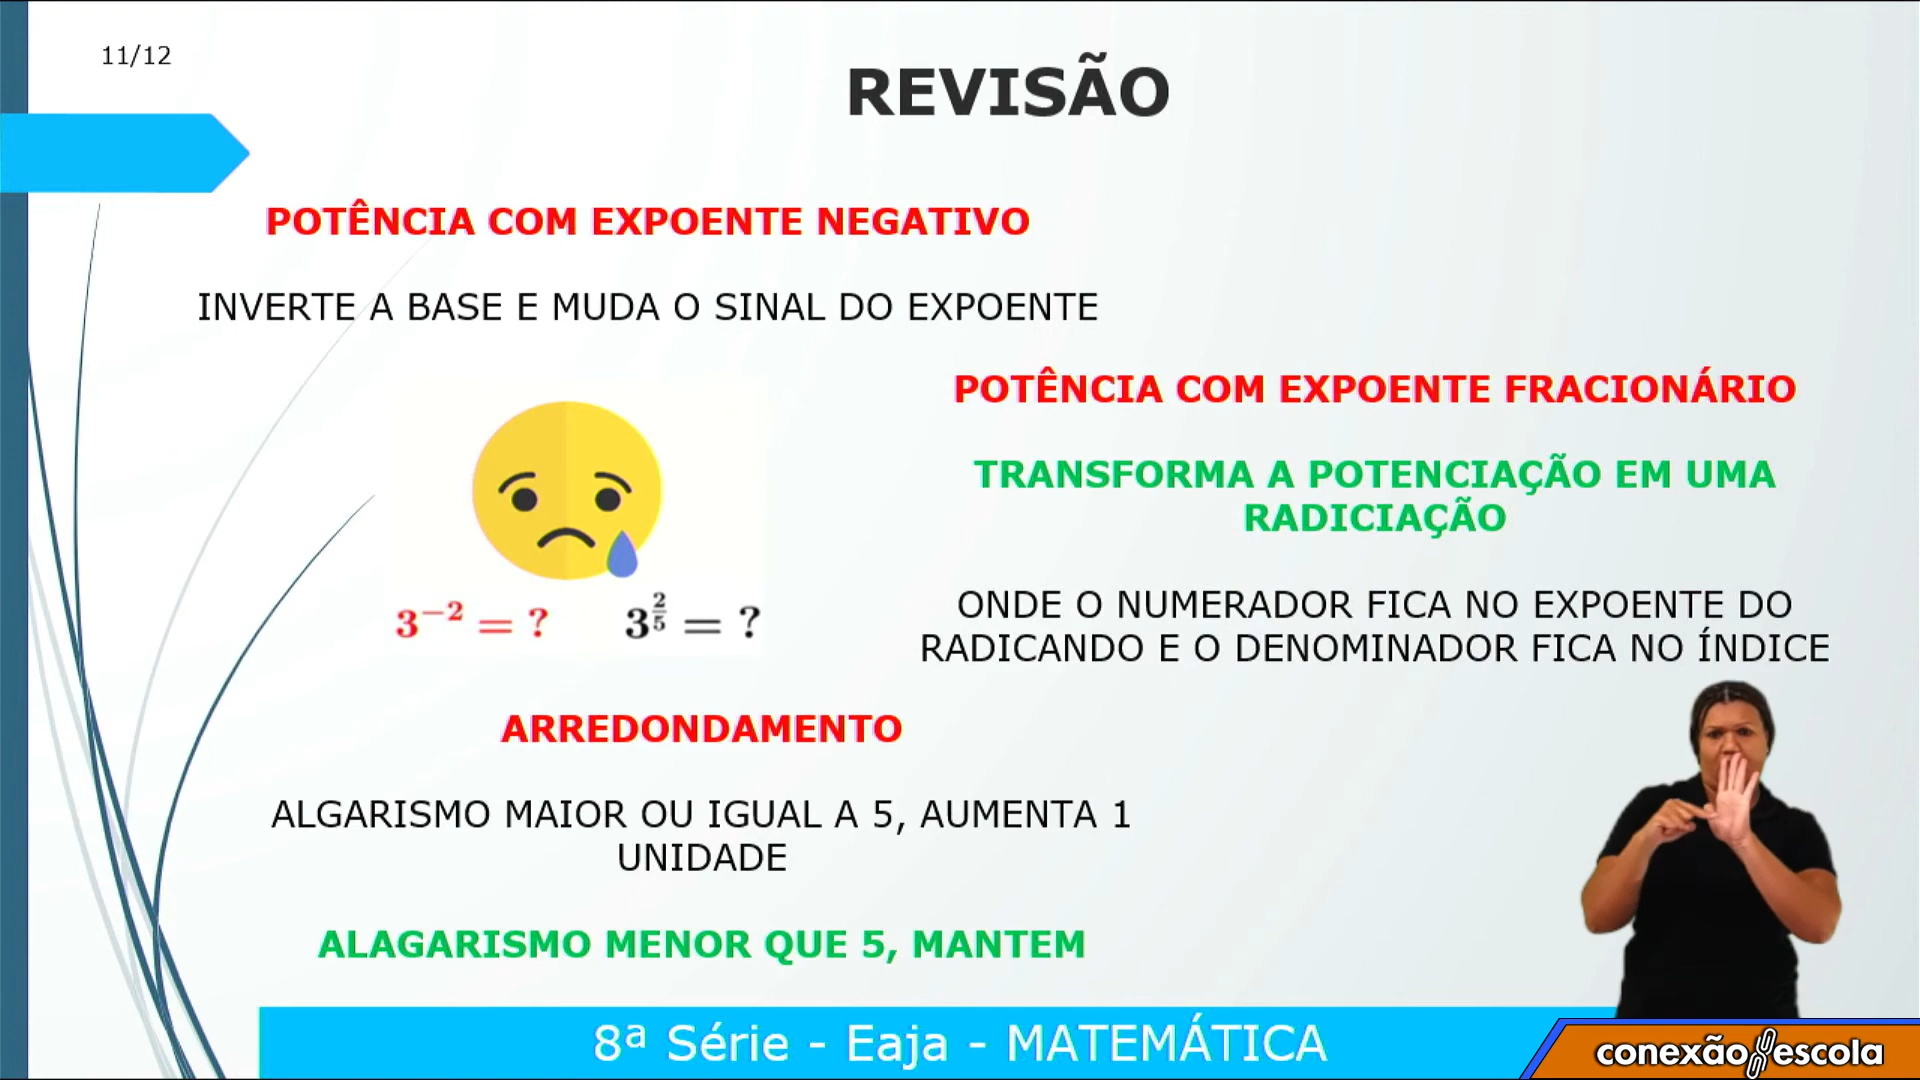 11/12
REVISÃO
POTÊNCIA COM EXPOENTE NEGATIVO
INVERTE A BASE E MUDA O SINAL DO EXPOENTE
POTÊNCIA COM EXPOENTE FRACIONÁRIO
TRANSFORMA A POTENCIAÇÃO EM UMA
RADICIAÇÃO
ONDE O NUMERADOR FICA NO EXPOENTE DO
RADICANDO E O DENOMINADOR FICA NO ÍNDICE
3^{-2} = ? 3^{\frac{2}{5}} = ?
ARREDONDAMENTO
ALGARISMO MAIOR OU IGUAL A 5, AUMENTA 1
UNIDADE
ALAGARISMO MENOR QUE 5, MANTEM
8ª Série - Eaja - MATEMÁTICA
conexão escola